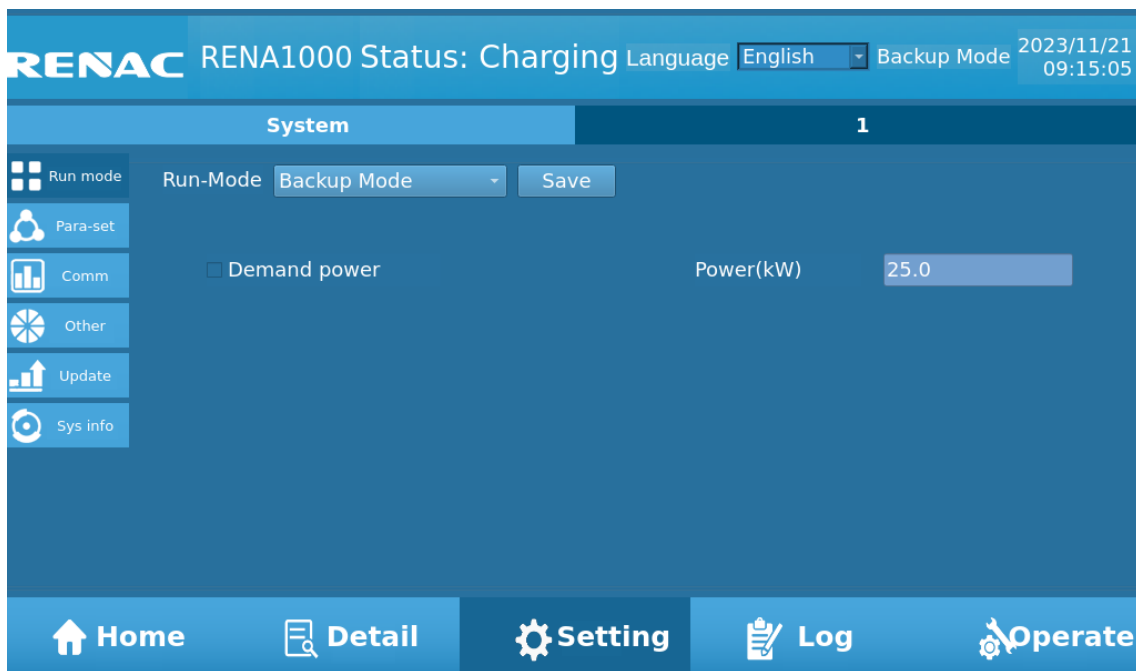 RENAC RENA1000 Status: Charging Language English Backup Mode 2023/11/21
09:15:05
System 1
Run mode Run-Mode Backup Mode Save
Para-set
Demand power Power(kW) 25.0
Comm
Other
Update
Sys info
Home Detail Setting Log Operate